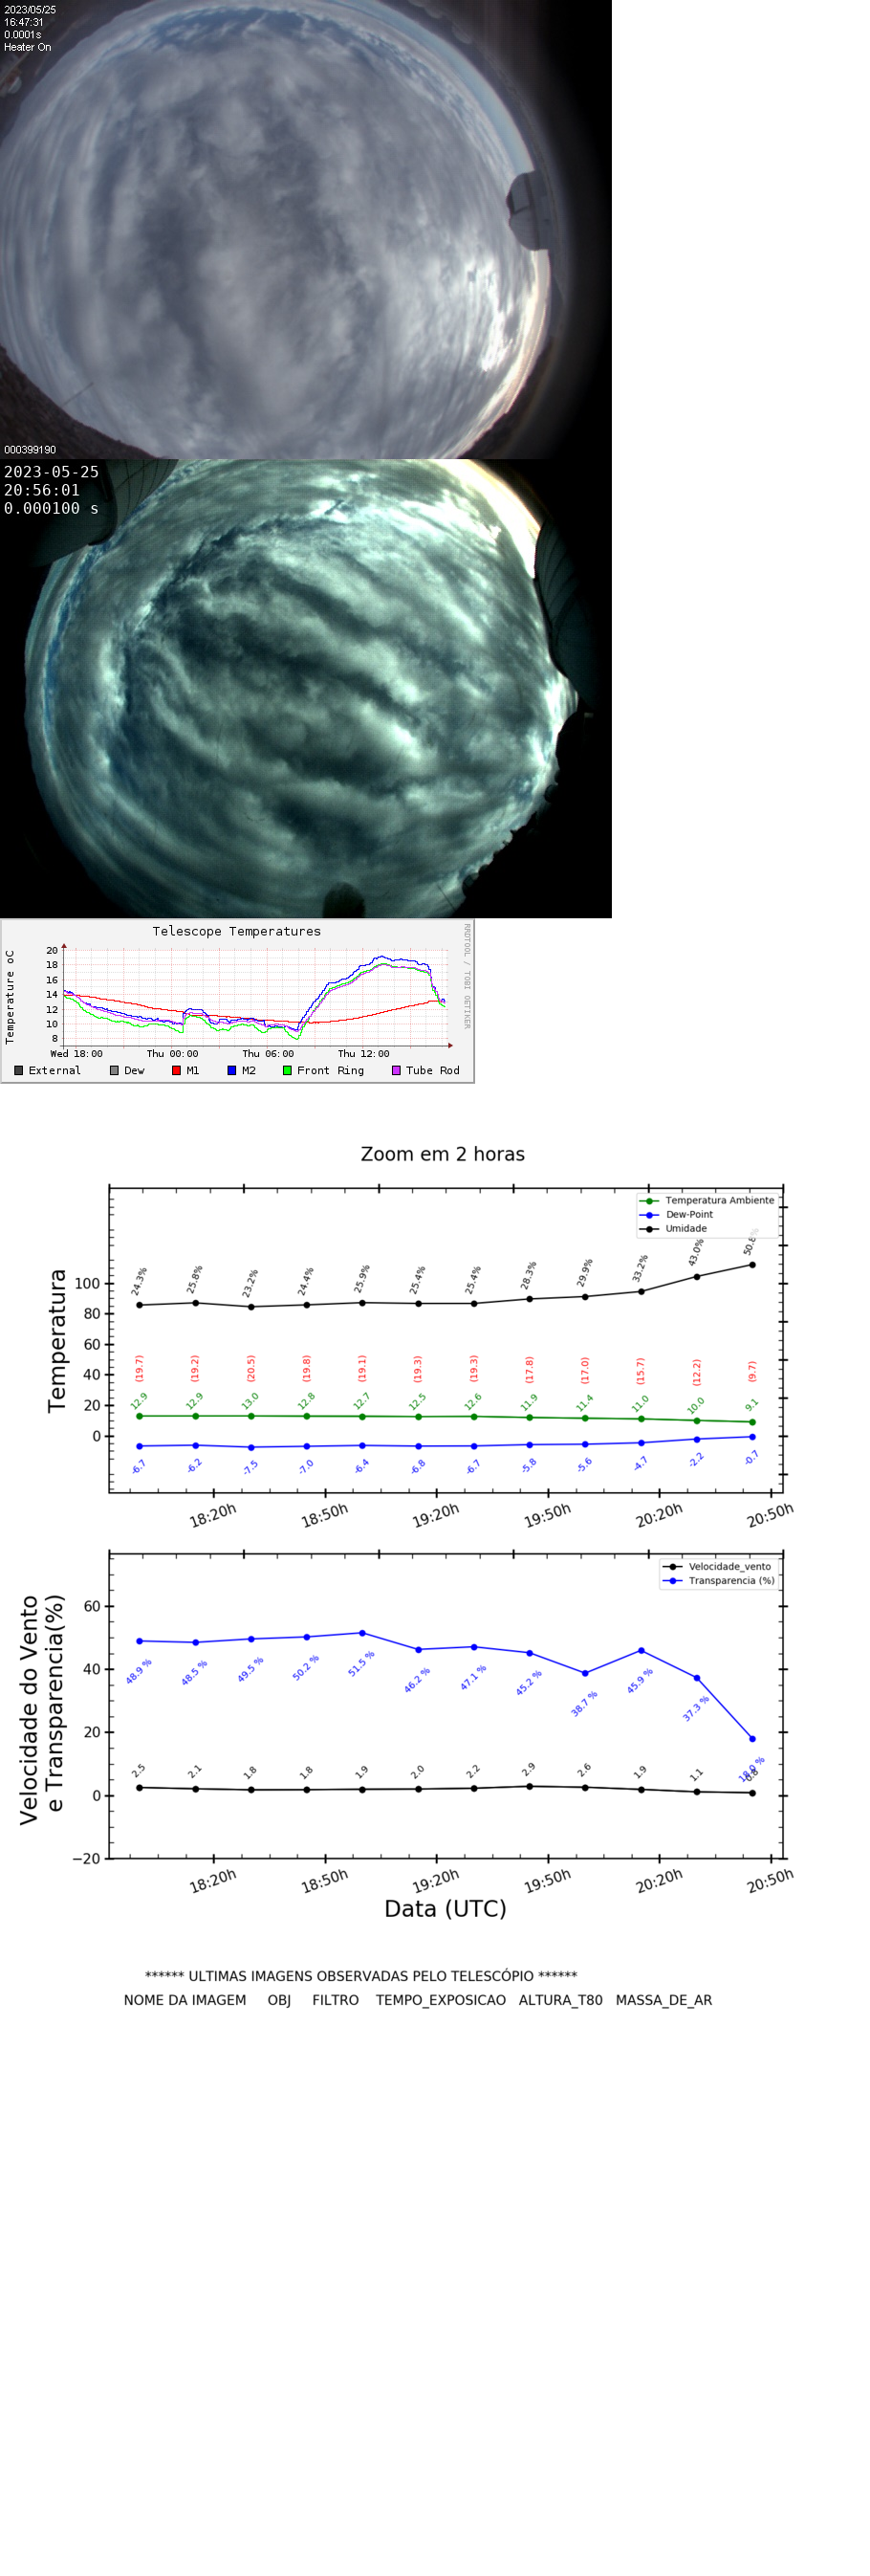 2023/05/25
16:47:31
0.0001s
Heater On
000399190
2023-05-25
20:56:01
0.000100 s
Telescope Temperatures
RRDTOOL / TOBI OETIKER
Temperature oC
20
18
16
14
12
10
8
Wed 18:00 Thu 00:00 Thu 06:00 Thu 12:00
External Dew M1 M2 Front Ring Tube Rod
Zoom em 2 horas
Temperatura Ambiente
Dew-Point
Umidade
Temperatura
100
80
60
40
20
0
24.3% 25.8% 23.2% 24.4% 25.9% 25.4% 25.4% 28.3% 29.9% 33.2% 43.0% 50.8%
(19.7) (19.2) (20.5) (19.8) (19.1) (19.3) (19.3) (17.8) (17.0) (15.7) (12.2) (9.7)
12.9 12.9 13.0 12.8 12.7 12.5 12.6 11.9 11.4 11.0 10.0 9.1
-6.7 -6.2 -7.5 -7.0 -6.4 -6.8 -6.7 -5.8 -5.6 -4.7 -2.2 -0.7
18:20h 18:50h 19:20h 19:50h 20:20h 20:50h
Velocidade_vento
Transparencia (%)
Velocidade do Vento
e Transparencia(%)
60
40
20
0
−20
48.9 % 48.5 % 49.5 % 50.2 % 51.5 % 46.2 % 47.1 % 45.2 % 38.7 % 45.9 % 37.3 % 18.0 %
2.5 2.1 1.8 1.8 1.9 2.0 2.2 2.9 2.6 1.9 1.1
18:20h 18:50h 19:20h 19:50h 20:20h 20:50h
Data (UTC)
****** ULTIMAS IMAGENS OBSERVADAS PELO TELESCÓPIO ******
NOME DA IMAGEM OBJ FILTRO TEMPO_EXPOSICAO ALTURA_T80 MASSA_DE_AR